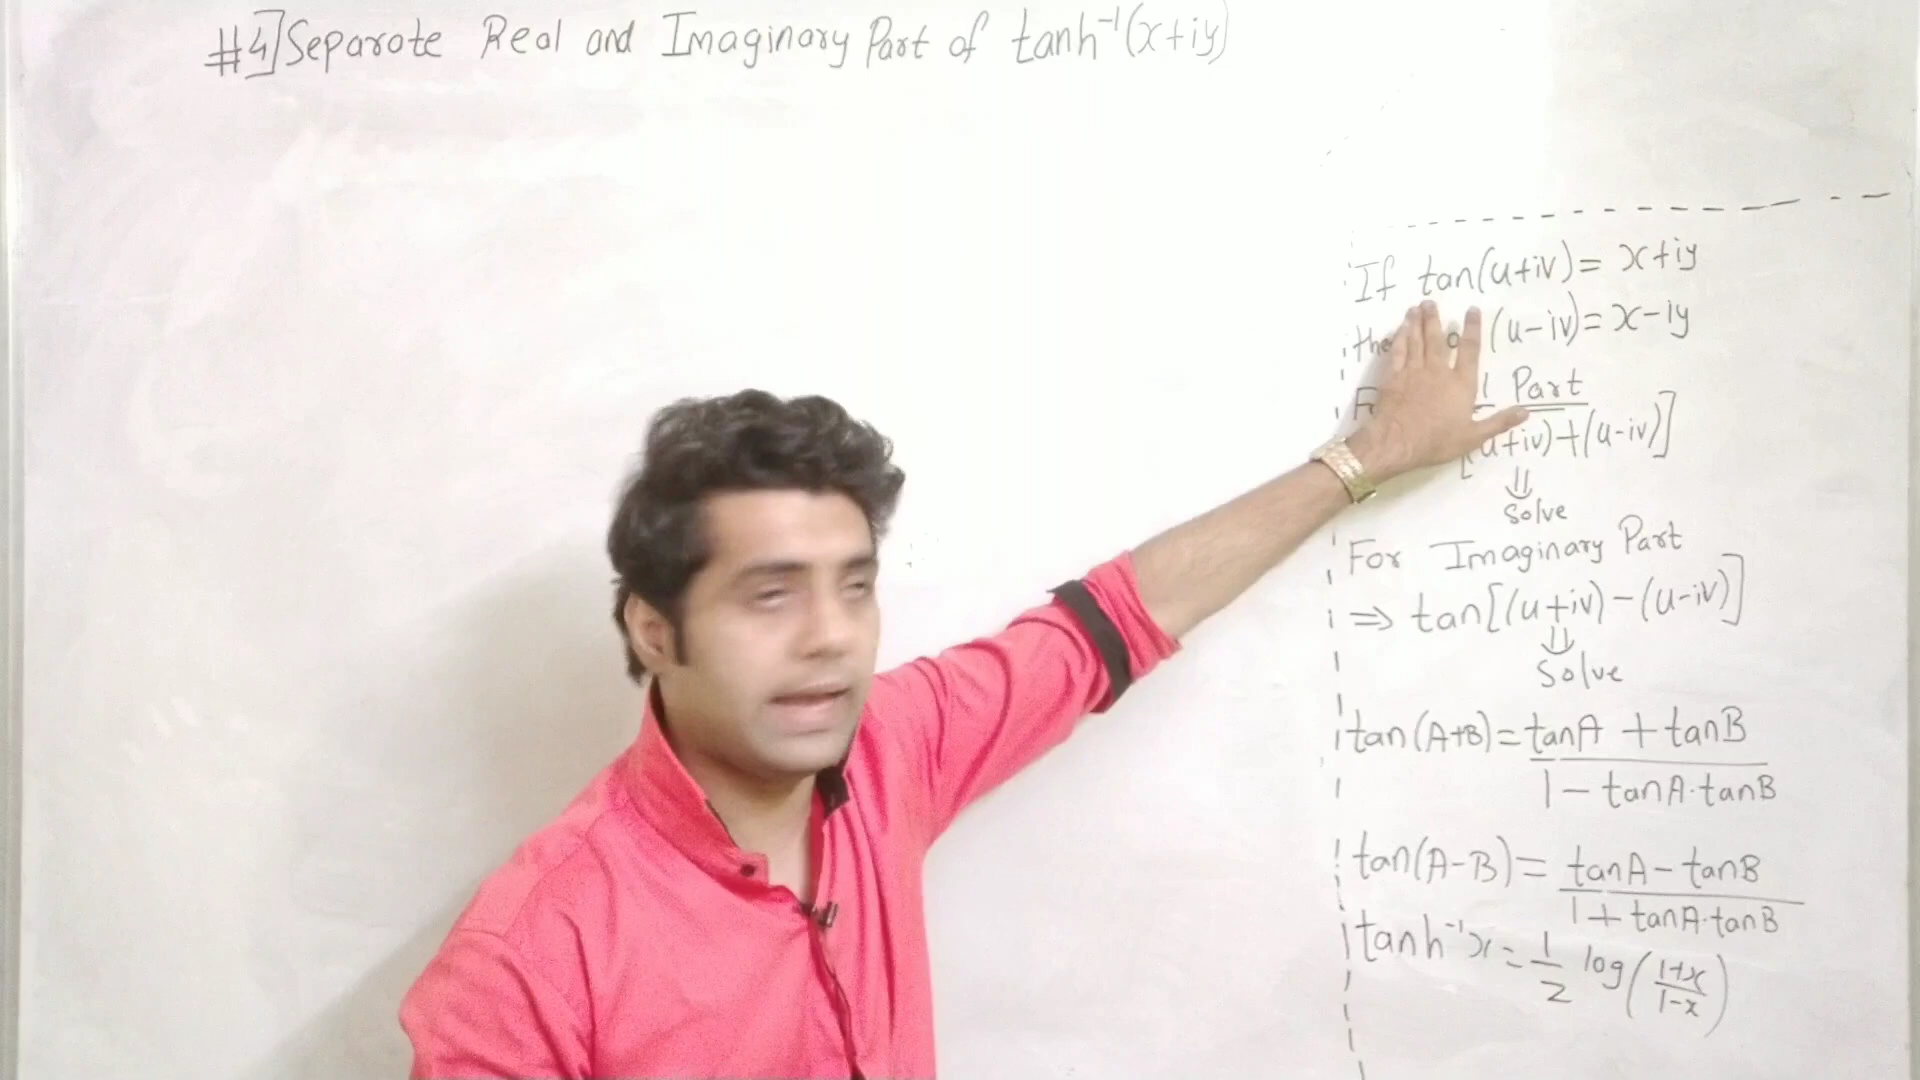 #4] Separate Real and Imaginary Part of tanh⁻¹(x+iy)
If tan(u+iv) = x+iy
(u-iv) = x-iy
Part
u+iv)+(u-iv)]
⇓
Solve
For Imaginary Part
⇒ tan[(u+iv)-(u-iv)]
⇓
Solve
tan(A+B) = tanA + tanB
1 - tanA·tanB
tan(A-B) = tanA - tanB
1 + tanA·tanB
tanh⁻¹x = 1/2 log(1+x/1-x)